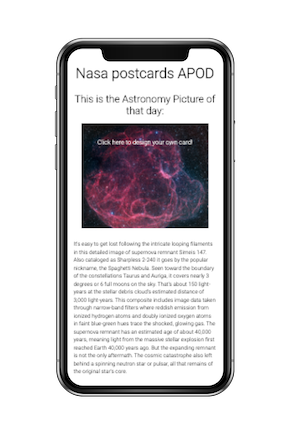 Nasa postcards APOD
This is the Astronomy Picture of
that day:
Click here to design your own card!
It's easy to get lost following the intricate looping filaments
in this detailed image of supernova remnant Simeis 147.
Also cataloged as Sharpless 2-240 it goes by the popular
nickname, the Spaghetti Nebula. Seen toward the boundary
of the constellations Taurus and Auriga, it covers nearly 3
degrees or 6 full moons on the sky. That's about 150 light-
years at the stellar debris cloud's estimated distance of
3,000 light-years. This composite includes image data taken
through narrow-band filters where reddish emission from
ionized hydrogen atoms and doubly ionized oxygen atoms
in faint blue-green hues trace the shocked, glowing gas. The
supernova remnant has an estimated age of about 40,000
years, meaning light from the massive stellar explosion first
reached Earth 40,000 years ago. But the expanding remnant
is not the only aftermath. The cosmic catastrophe also left
behind a spinning neutron star or pulsar, all that remains of
the original star's core.